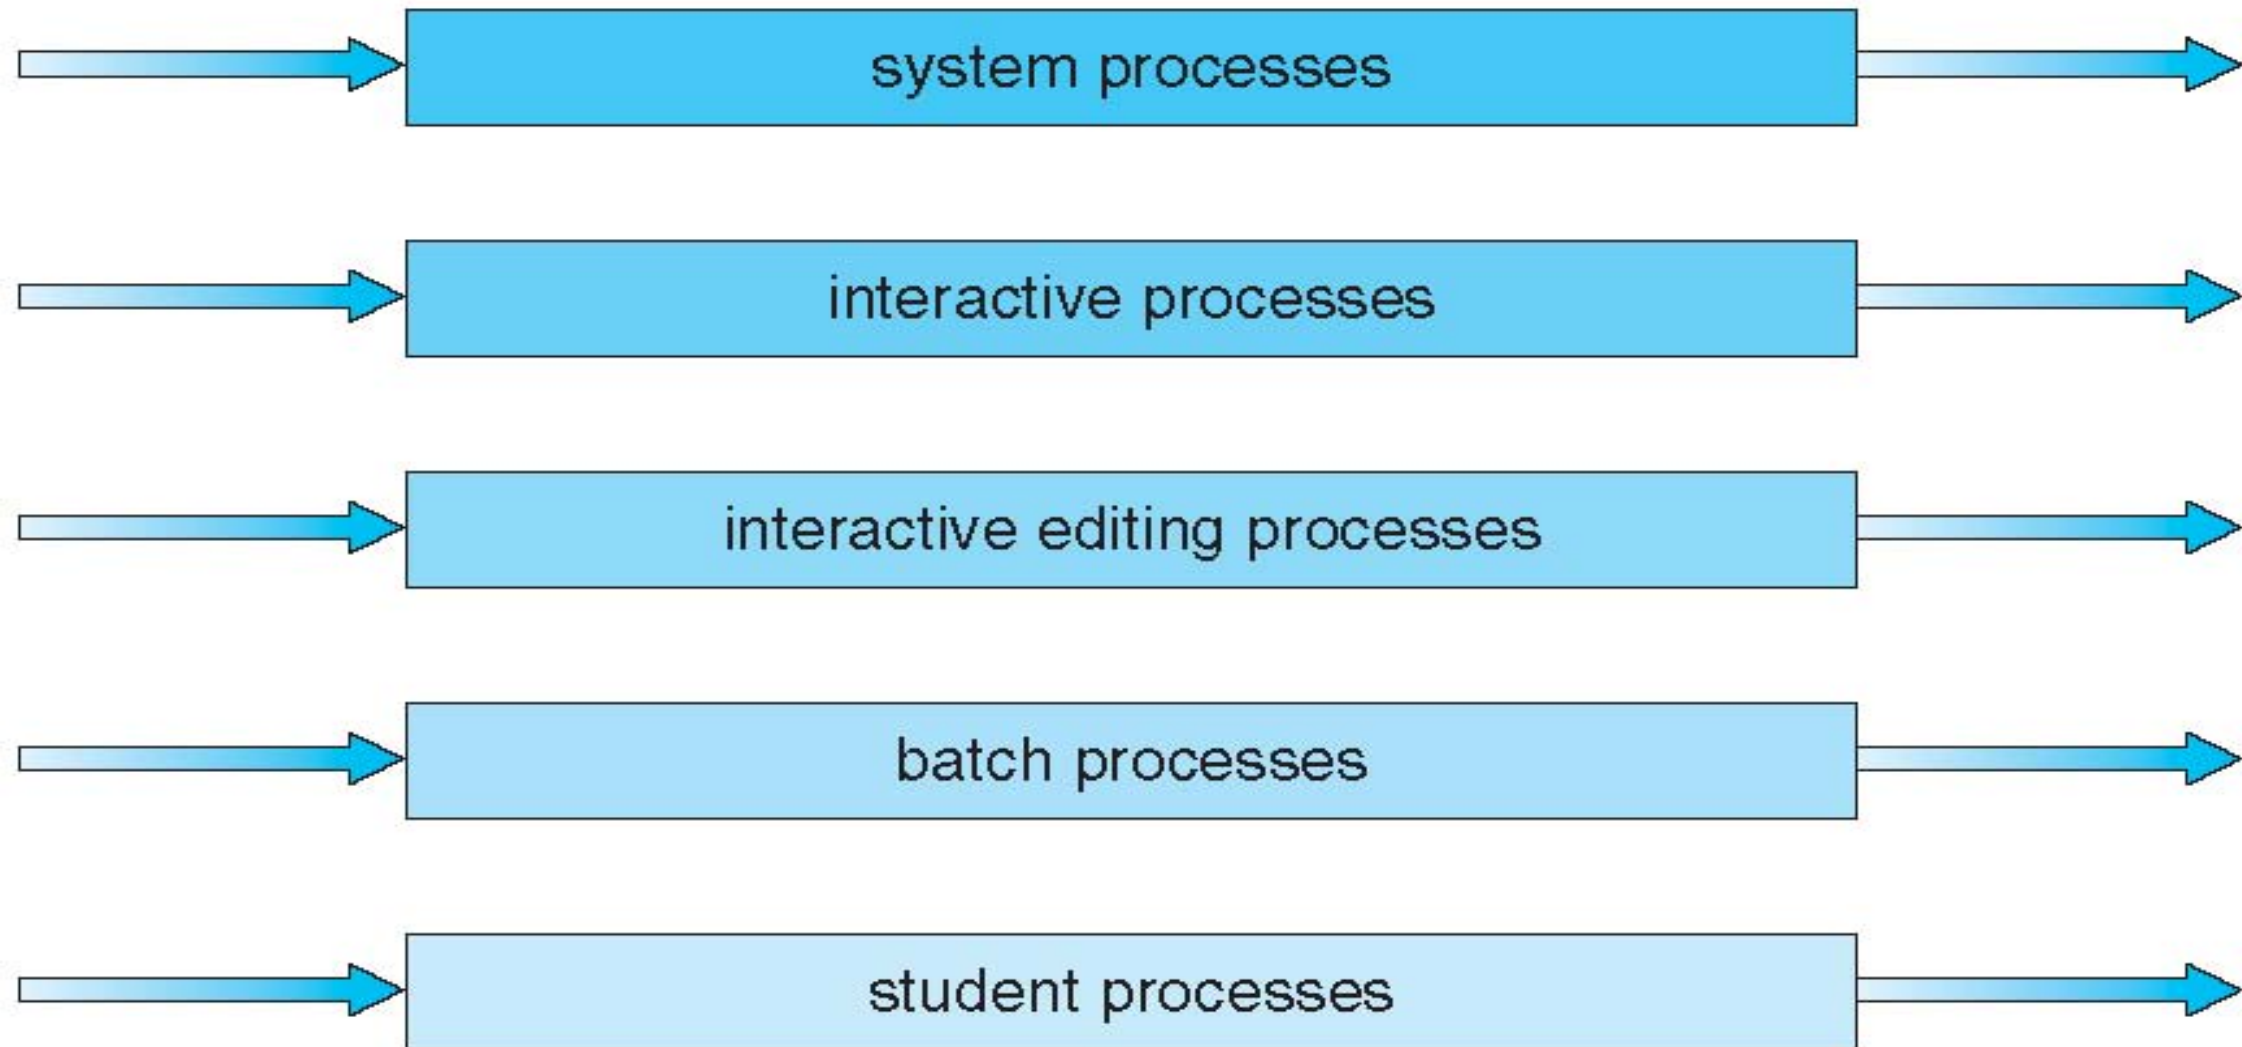 system processes
interactive processes
interactive editing processes
batch processes
student processes